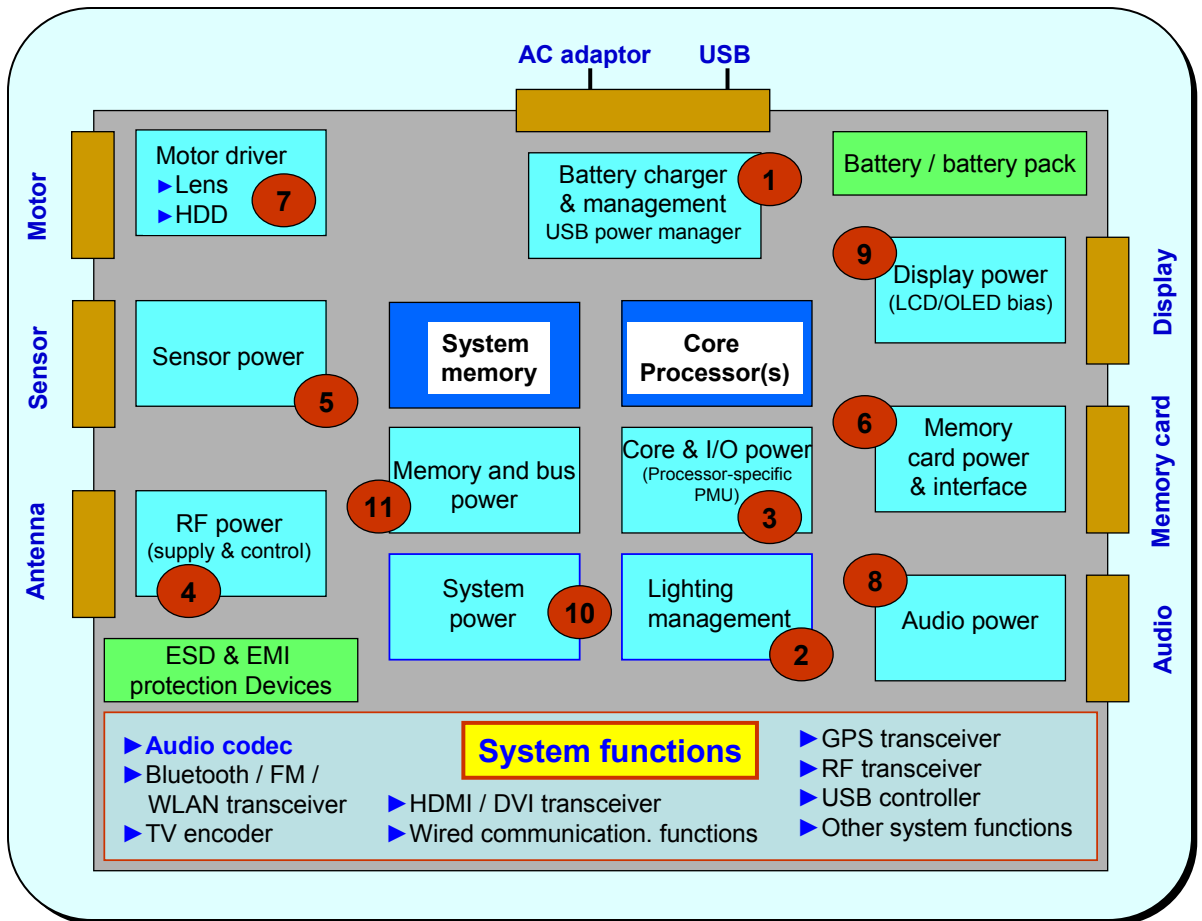 AC adaptor
USB
Motor
Motor driver
►Lens
►HDD
7
Battery charger
& management
USB power manager
1
Battery / battery pack
9
Display power
(LCD/OLED bias)
Display
Sensor
Sensor power
5
System
memory
Core
Processor(s)
6
Memory
card power
& interface
Memory card
Memory and bus
power
11
Core & I/O power
(Processor-specific
PMU)
3
Antenna
RF power
(supply & control)
4
System
power
10
Lighting
management
2
8
Audio power
Audio
ESD & EMI
protection Devices
System functions
►Audio codec
►Bluetooth / FM /
WLAN transceiver
►TV encoder
►HDMI / DVI transceiver
►Wired communication. functions
►GPS transceiver
►RF transceiver
►USB controller
►Other system functions